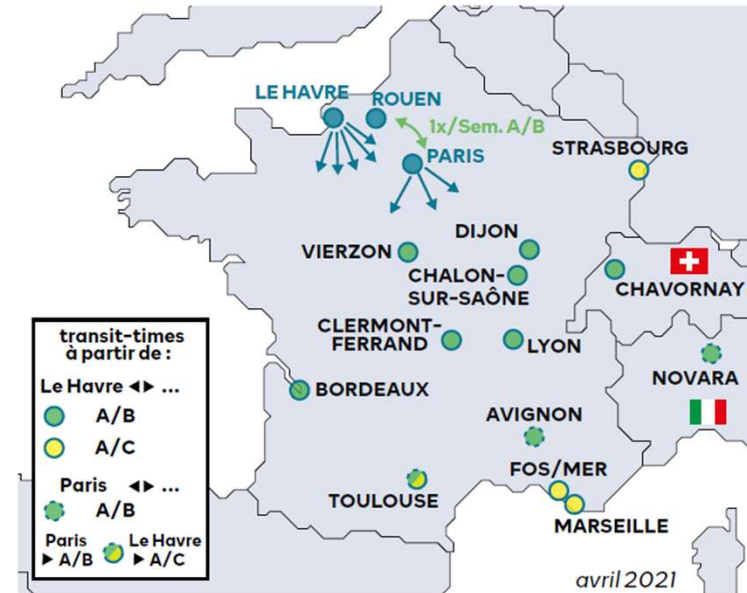 LE HAVRE
ROUEN
1x/Sem. A/B
PARIS
STRASBOURG
VIERZON
DIJON
CHALON-
SUR-SAÔNE
CHAVORNAY
CLERMONT-
FERRAND
LYON
NOVARA
BORDEAUX
AVIGNON
TOULOUSE
FOS/MER
MARSEILLE
transit-times
à partir de :
Le Havre ◄► ...
A/B
A/C
Paris ◄► ...
A/B
Paris Le Havre
► A/B ► A/C
avril 2021